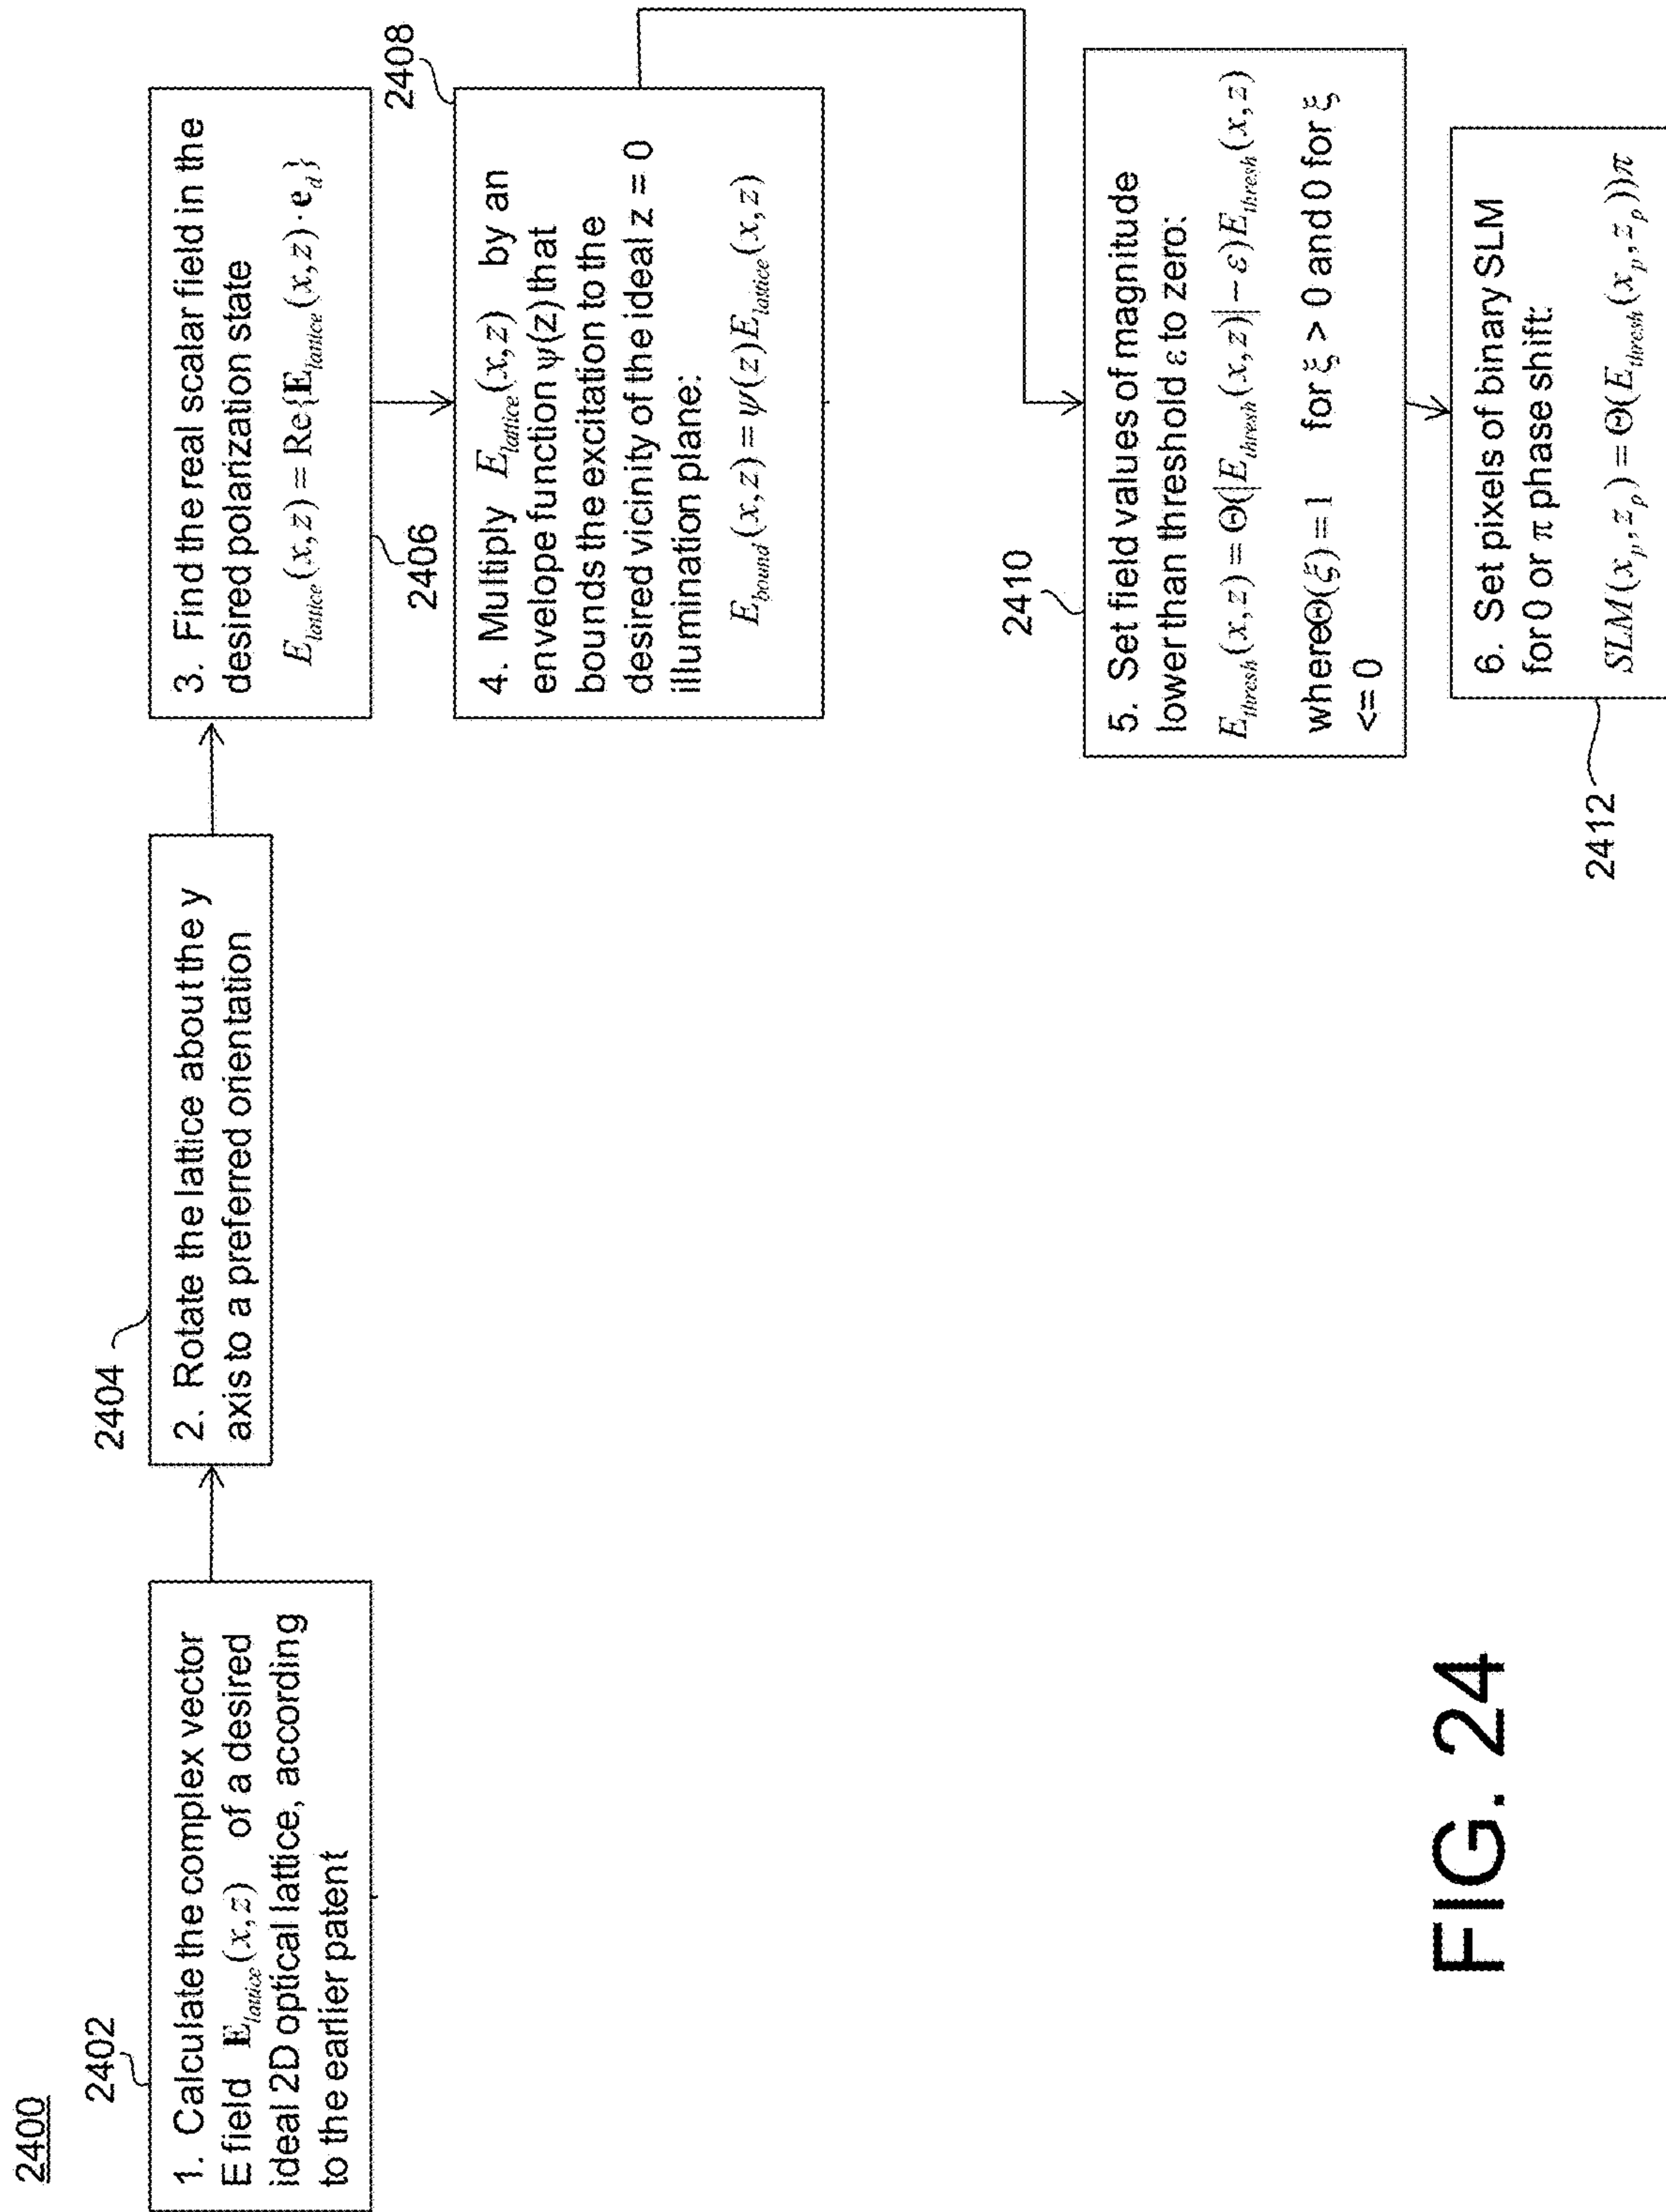 2400
2402
1. Calculate the complex vector
E field E_lattice(x,z) of a desired
ideal 2D optical lattice, according
to the earlier patent
2404
2. Rotate the lattice about the y
axis to a preferred orientation
3. Find the real scalar field in the
desired polarization state
E_lattice(x,z) = Re{E_lattice(x,z)·e_d}
2406
2408
4. Multiply E_lattice(x,z) by an
envelope function ψ(z) that
bounds the excitation to the
desired vicinity of the ideal z = 0
illumination plane:
E_bound(x,z) = ψ(z)E_lattice(x,z)
2410
5. Set field values of magnitude
lower than threshold ε to zero:
E_thresh(x,z) = Θ(|E_thresh(x,z)|−ε)E_thresh(x,z)
where Θ(ξ) = 1 for ξ > 0 and 0 for ξ
<= 0
6. Set pixels of binary SLM
for 0 or π phase shift:
SLM(x_p,z_p) = Θ(E_thresh(x_p,z_p))π
2412
FIG. 24